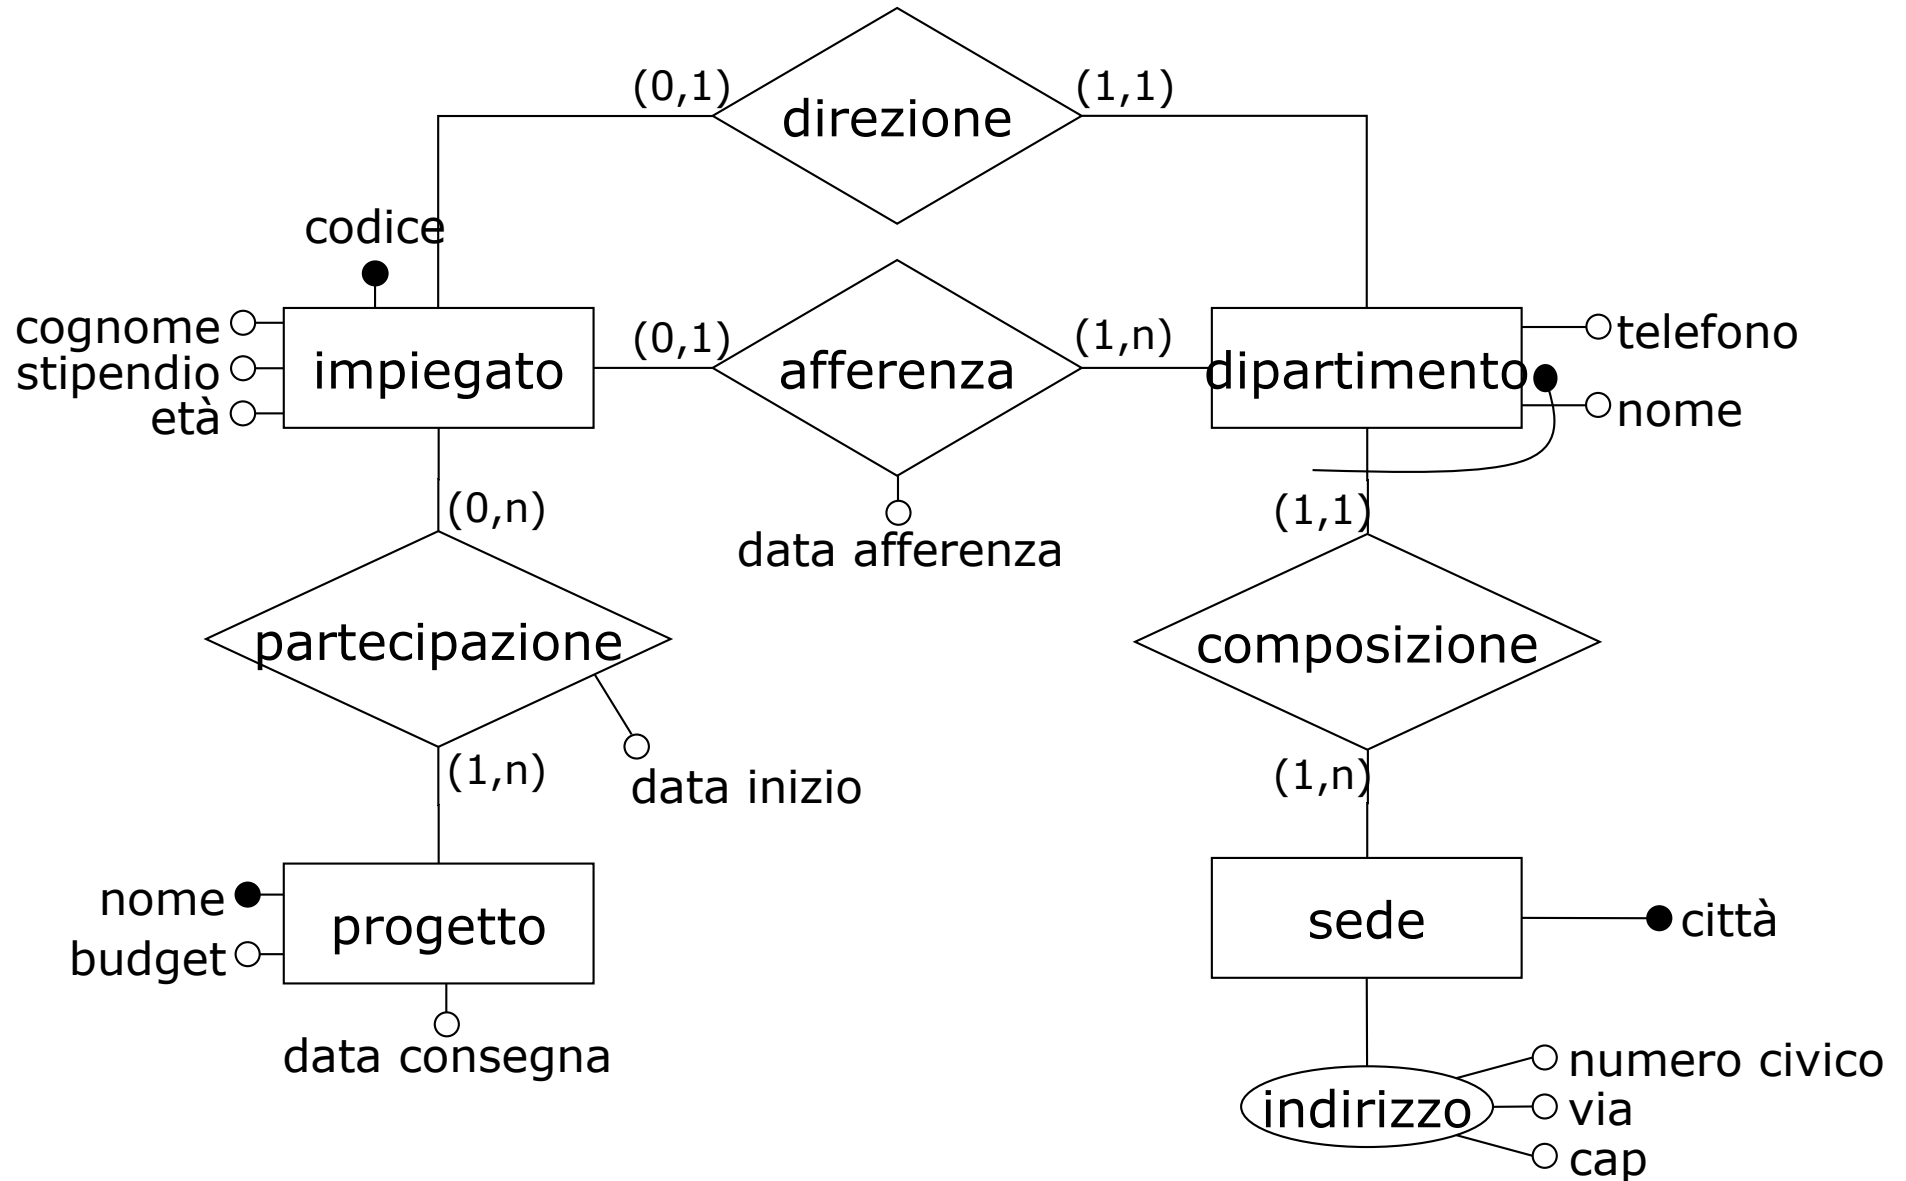 (0,1)
(1,1)
direzione
codice
cognome
stipendio
età
impiegato
(0,1)
afferenza
(1,n)
dipartimento
telefono
nome
(0,n)
data afferenza
(1,1)
partecipazione
composizione
(1,n)
data inizio
(1,n)
nome
budget
progetto
data consegna
sede
città
indirizzo
numero civico
via
cap